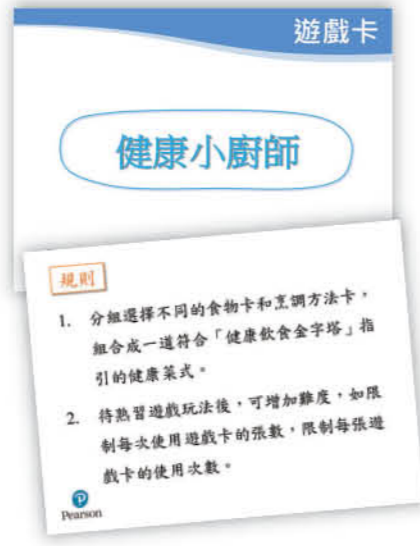 遊戲卡
健康小廚師
規則
1. 分組選擇不同的食物卡和烹調方法卡，
組合成一道符合「健康飲食金字塔」指
引的健康菜式。
2. 待熟習遊戲玩法後，可增加難度，如限
制每次使用遊戲卡的張數，限制每張遊
戲卡的使用次數。
P
Pearson